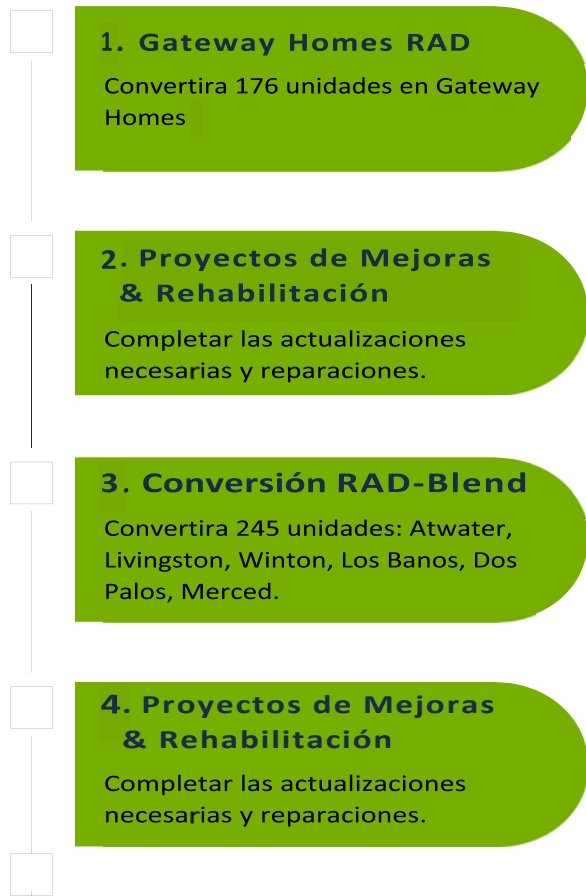 1. Gateway Homes RAD
Convertira 176 unidades en Gateway
Homes
2. Proyectos de Mejoras
& Rehabilitación
Completar las actualizaciones
necesarias y reparaciones.
3. Conversión RAD-Blend
Convertira 245 unidades: Atwater,
Livingston, Winton, Los Banos, Dos
Palos, Merced.
4. Proyectos de Mejoras
& Rehabilitación
Completar las actualizaciones
necesarias y reparaciones.